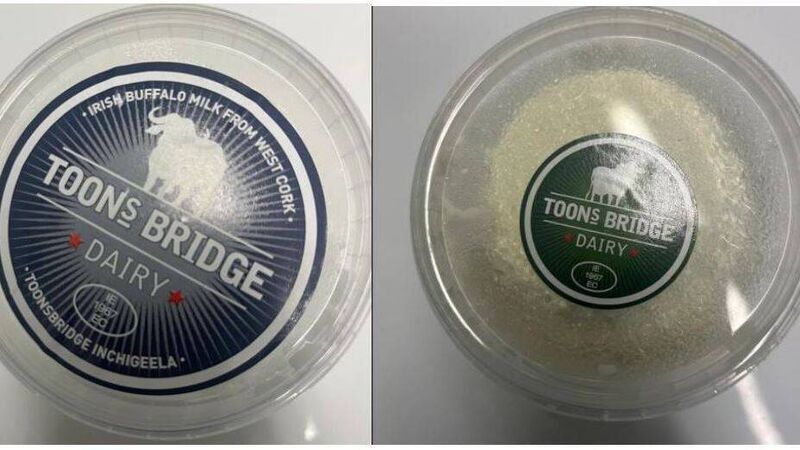 · IRISH BUFFALO MILK FROM WEST CORK ·
TOONS BRIDGE
DAIRY
IE
1967
EC
· TOONSBRIDGE INCHIGEELA ·
TOONS BRIDGE
DAIRY
IE
1967
EC